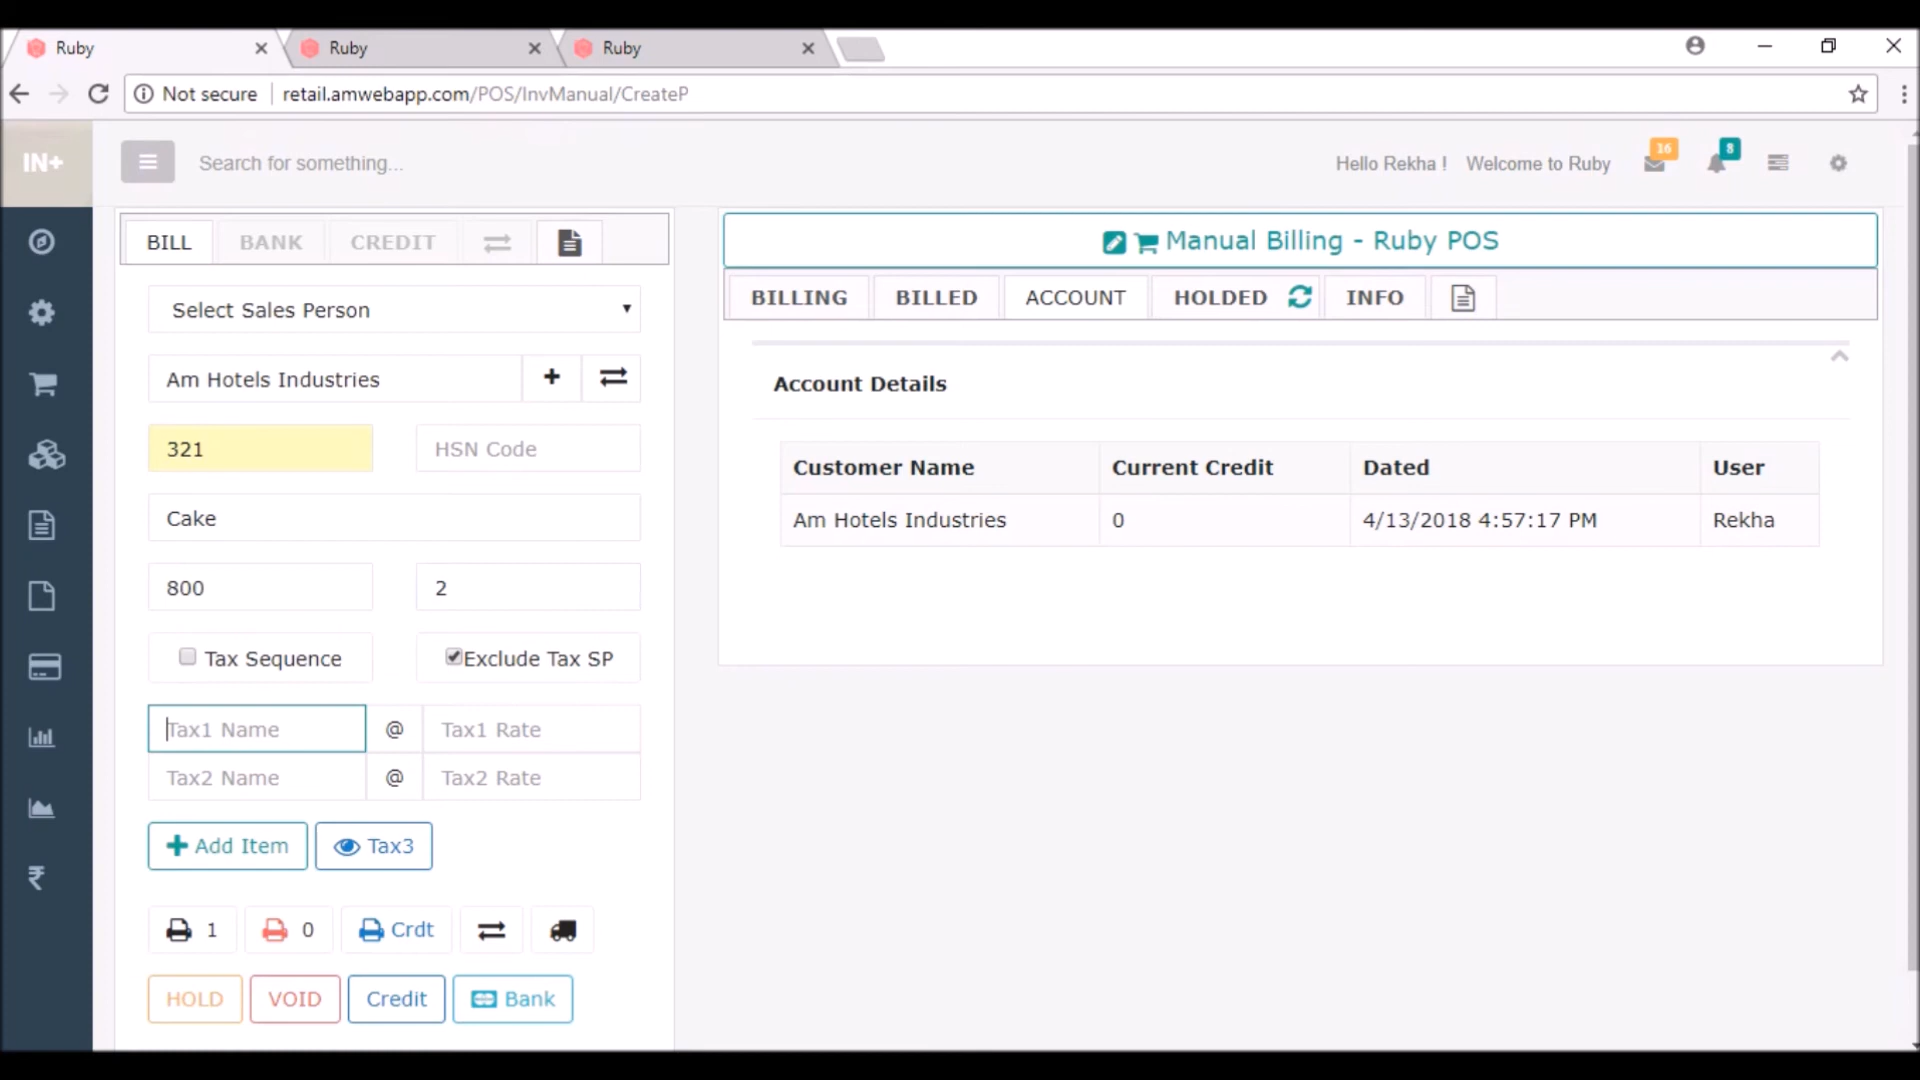 Ruby
Ruby
Ruby
Not secure
retail.amwebapp.com/POS/InvManual/CreateP
IN+
Search for something...
Hello Rekha !
Welcome to Ruby
16
8
BILL
BANK
CREDIT
Manual Billing - Ruby POS
BILLING
BILLED
ACCOUNT
HOLDED
INFO
Select Sales Person
Am Hotels Industries
321
HSN Code
Cake
800
2
Tax Sequence
Exclude Tax SP
Tax1 Name
@
Tax1 Rate
Tax2 Name
@
Tax2 Rate
Add Item
Tax3
1
0
Crdt
HOLD
VOID
Credit
Bank
Account Details
Customer Name Current Credit Dated User
Am Hotels Industries 0 4/13/2018 4:57:17 PM Rekha